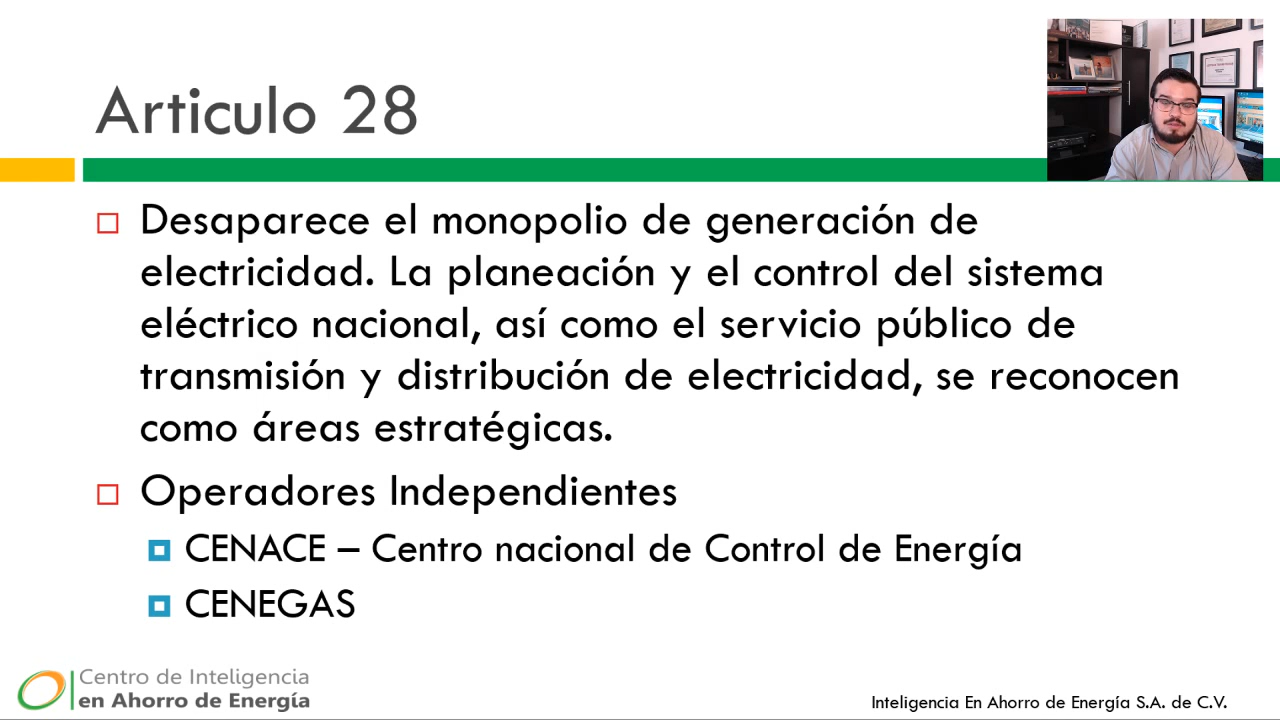 Articulo 28
Desaparece el monopolio de generación de
electricidad. La planeación y el control del sistema
eléctrico nacional, así como el servicio público de
transmisión y distribución de electricidad, se reconocen
como áreas estratégicas.
Operadores Independientes
CENACE – Centro nacional de Control de Energía
CENEGAS
Centro de Inteligencia
en Ahorro de Energía
Inteligencia En Ahorro de Energía S.A. de C.V.